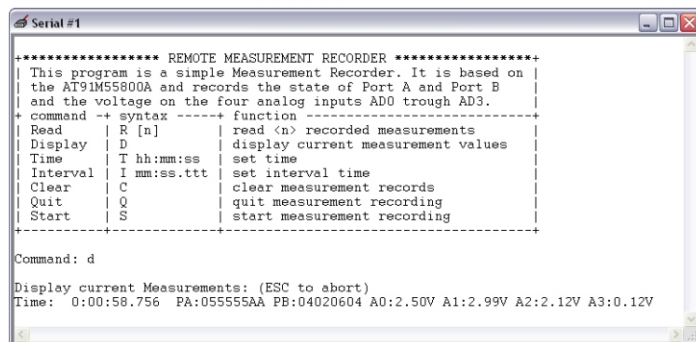 Serial #1
+***************** REMOTE MEASUREMENT RECORDER *****************+
| This program is a simple Measurement Recorder. It is based on |
| the AT91M55800A and records the state of Port A and Port B |
| and the voltage on the four analog inputs AD0 trough AD3. |
+ command -+ syntax -----+ function ----------------------------+
| Read | R [n] | read <n> recorded measurements |
| Display | D | display current measurement values |
| Time | T hh:mm:ss | set time |
| Interval | I mm:ss.ttt | set interval time |
| Clear | C | clear measurement records |
| Quit | Q | quit measurement recording |
| Start | S | start measurement recording |
+----------+-------------+--------------------------------------+
Command: d
Display current Measurements: (ESC to abort)
Time: 0:00:58.756 PA:055555AA PB:04020604 A0:2.50V A1:2.99V A2:2.12V A3:0.12V